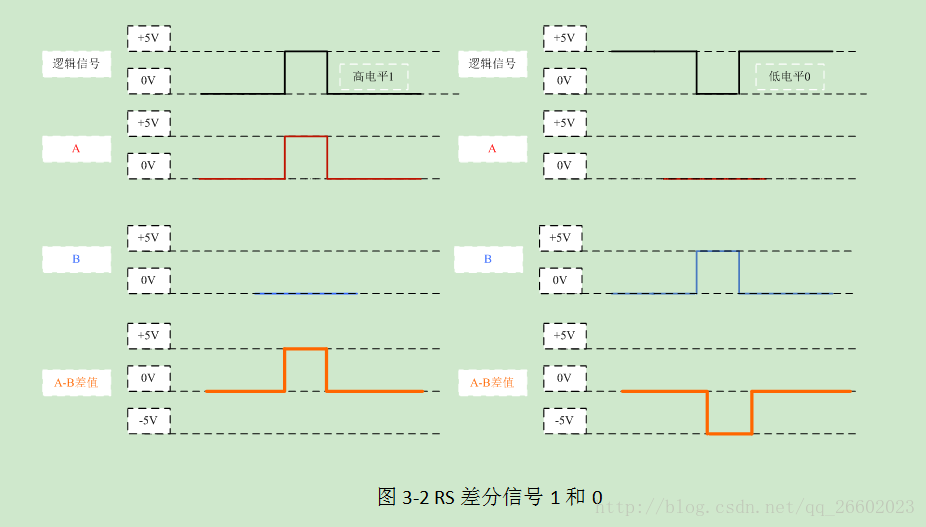 +5V
逻辑信号
0V
高电平1
+5V
A
0V
+5V
B
0V
+5V
A-B差值
0V
-5V
+5V
逻辑信号
0V
低电平0
+5V
A
0V
+5V
B
0V
+5V
A-B差值
0V
-5V
图 3-2 RS 差分信号 1 和 0
http://blog.csdn.net/qq_26602023